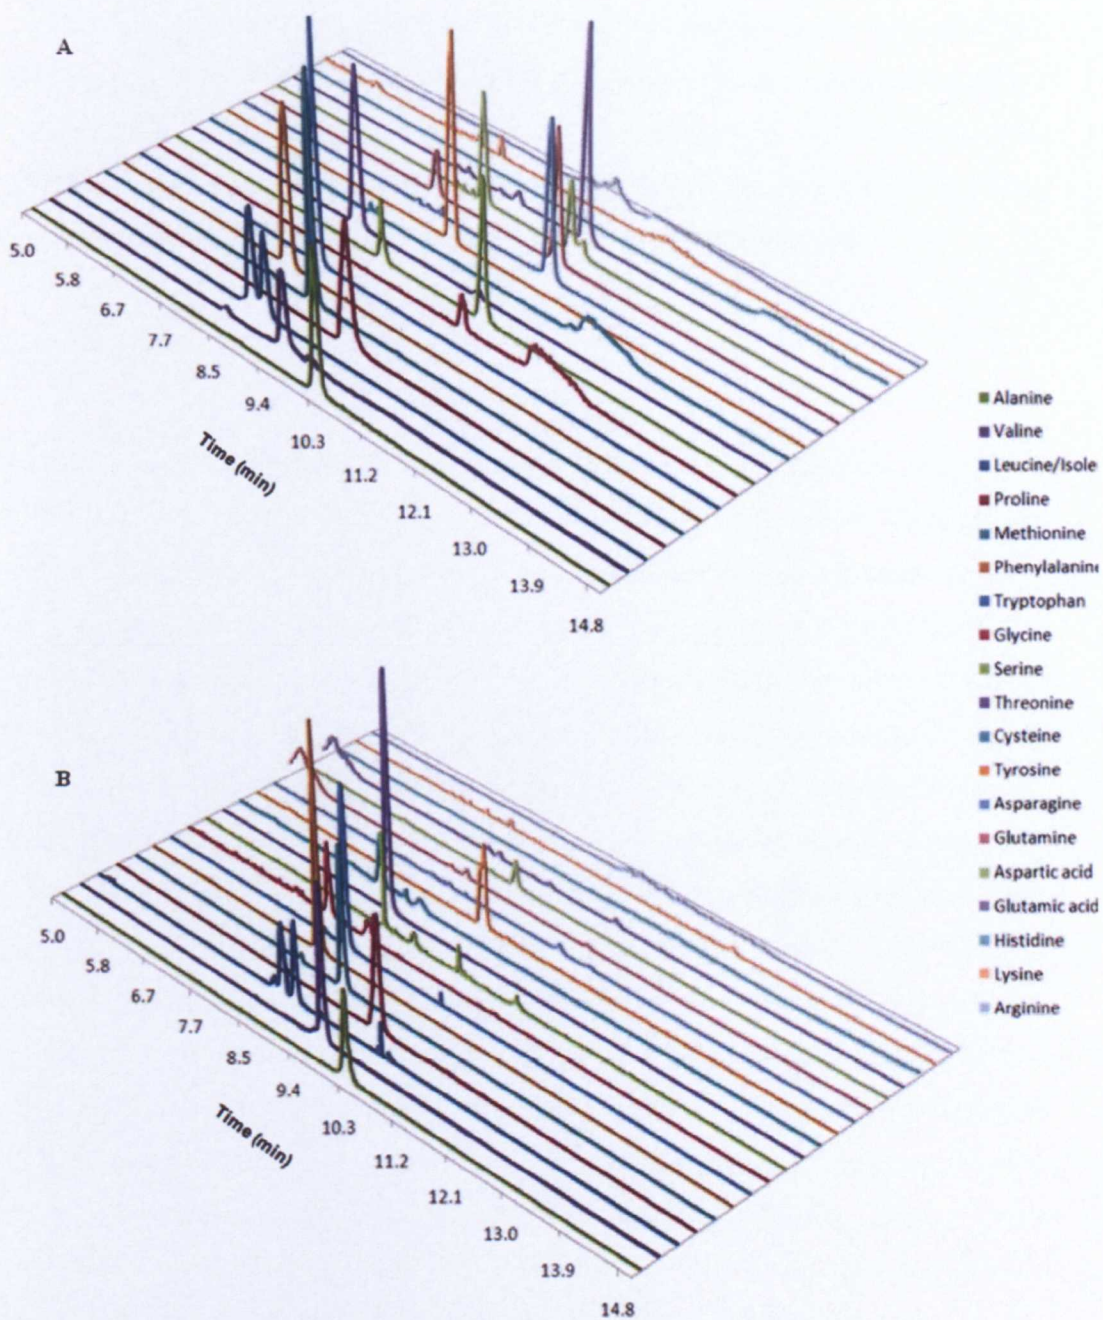 A
5.0
5.8
6.7
7.7
8.5
9.4
10.3
11.2
12.1
13.0
13.9
14.8
Time (min)
Alanine
Valine
Leucine/Isole
Proline
Methionine
Phenylalanine
Tryptophan
Glycine
Serine
Threonine
Cysteine
Tyrosine
Asparagine
Glutamine
Aspartic acid
Glutamic acid
Histidine
Lysine
Arginine
B
5.0
5.8
6.7
7.7
8.5
9.4
10.3
11.2
12.1
13.0
13.9
14.8
Time (min)